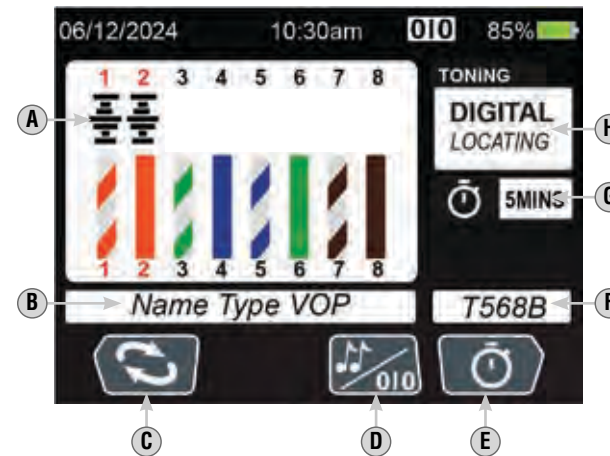 06/12/2024 10:30am 010 85%
1 2 3 4 5 6 7 8
TONING
DIGITAL
LOCATING
5MINS
1 2 3 4 5 6 7 8
Name Type VOP
T568B
010
A
B
C
D
E
F
G
H